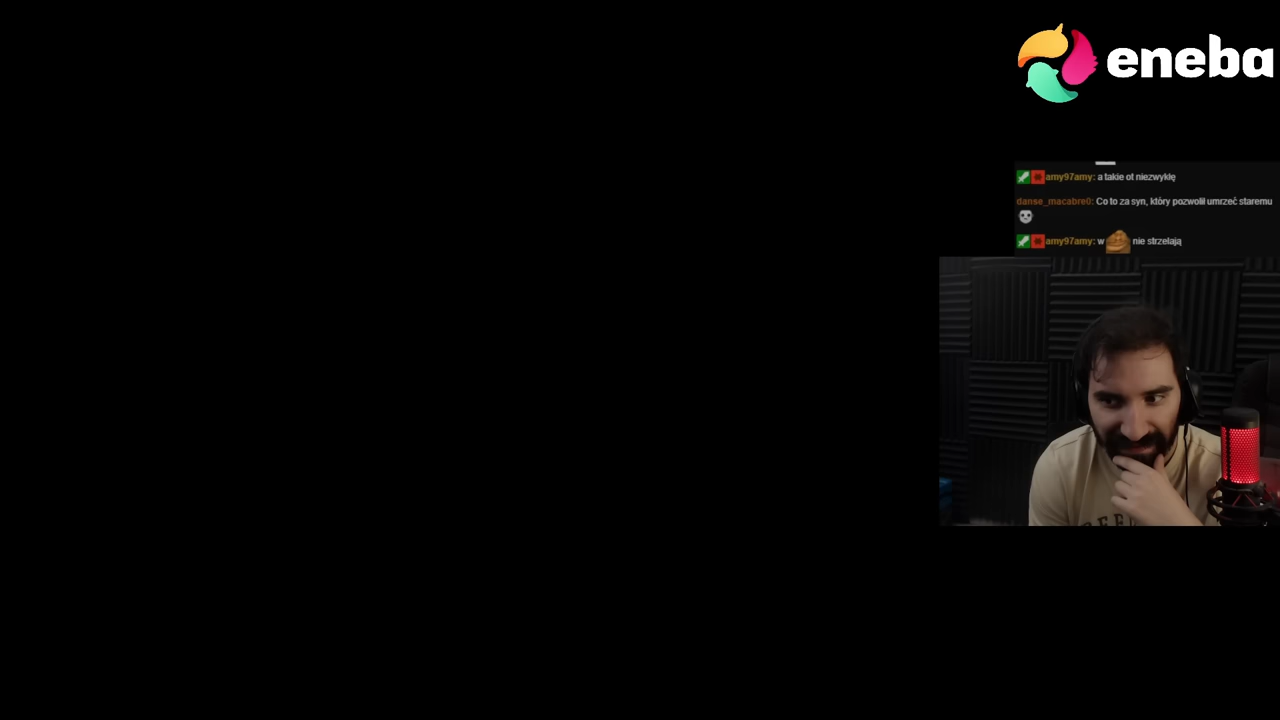 eneba
amy97amy: a takie ot niezwykłę
danse_macabre0: Co to za syn, który pozwolił umrzeć staremu
amy97amy: w nie strzelają